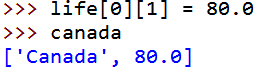 >>> life[0][1] = 80.0
>>> canada
['Canada', 80.0]